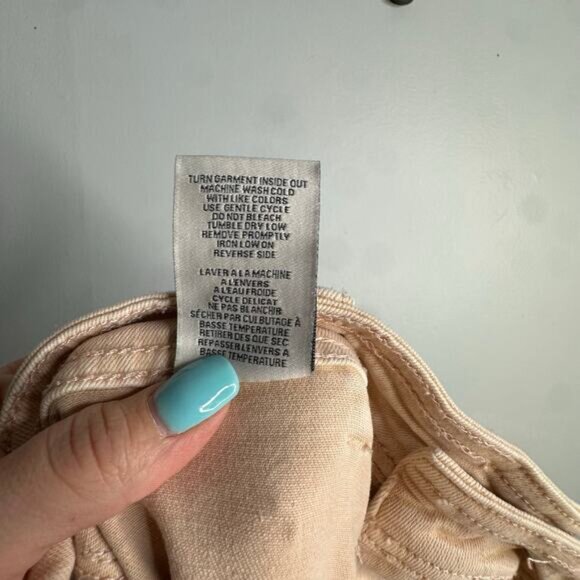 TURN GARMENT INSIDE OUT
MACHINE WASH COLD
WITH LIKE COLORS
USE GENTLE CYCLE
DO NOT BLEACH
TUMBLE DRY LOW
REMOVE PROMPTLY
IRON LOW ON
REVERSE SIDE
LAVER A LA MACHINE
A L'ENVERS
A L'EAU FROIDE
CYCLE DELICAT
NE PAS BLANCHIR
SÉCHER PAR CULBUTAGE À
BASSE TEMPERATURE
RETIRER DES QUE SEC
REPASSER L'ENVERS A
BASSE TEMPERATURE